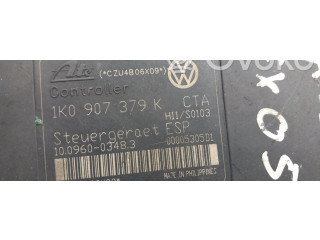 Ate (*CZU4B06X09*)
Controller
1K0 907 379 K CTA
H11/S0103
Steuergeraet ESP
10.0960-0348.3 00005305D1
MADE IN PHILIPPINES